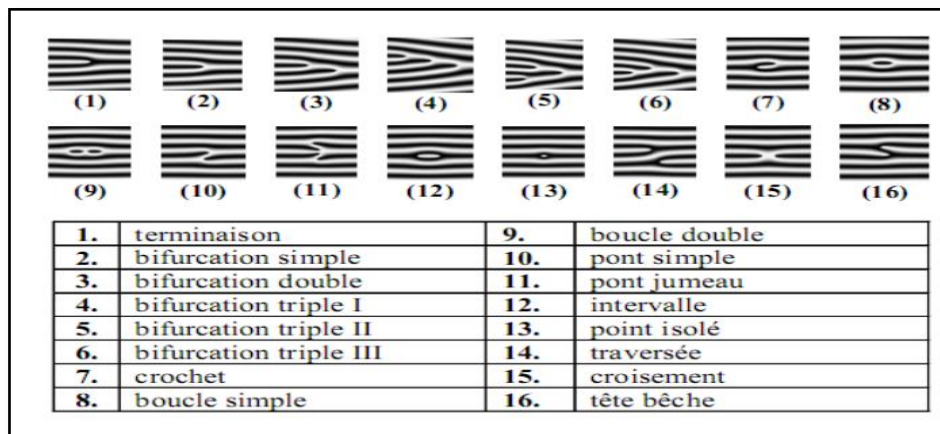 (1) (2) (3) (4) (5) (6) (7) (8)
(9) (10) (11) (12) (13) (14) (15) (16)
1. terminaison 9. boucle double
2. bifurcation simple 10. pont simple
3. bifurcation double 11. pont jumeau
4. bifurcation triple I 12. intervalle
5. bifurcation triple II 13. point isolé
6. bifurcation triple III 14. traversée
7. crochet 15. croisement
8. boucle simple 16. tête bêche